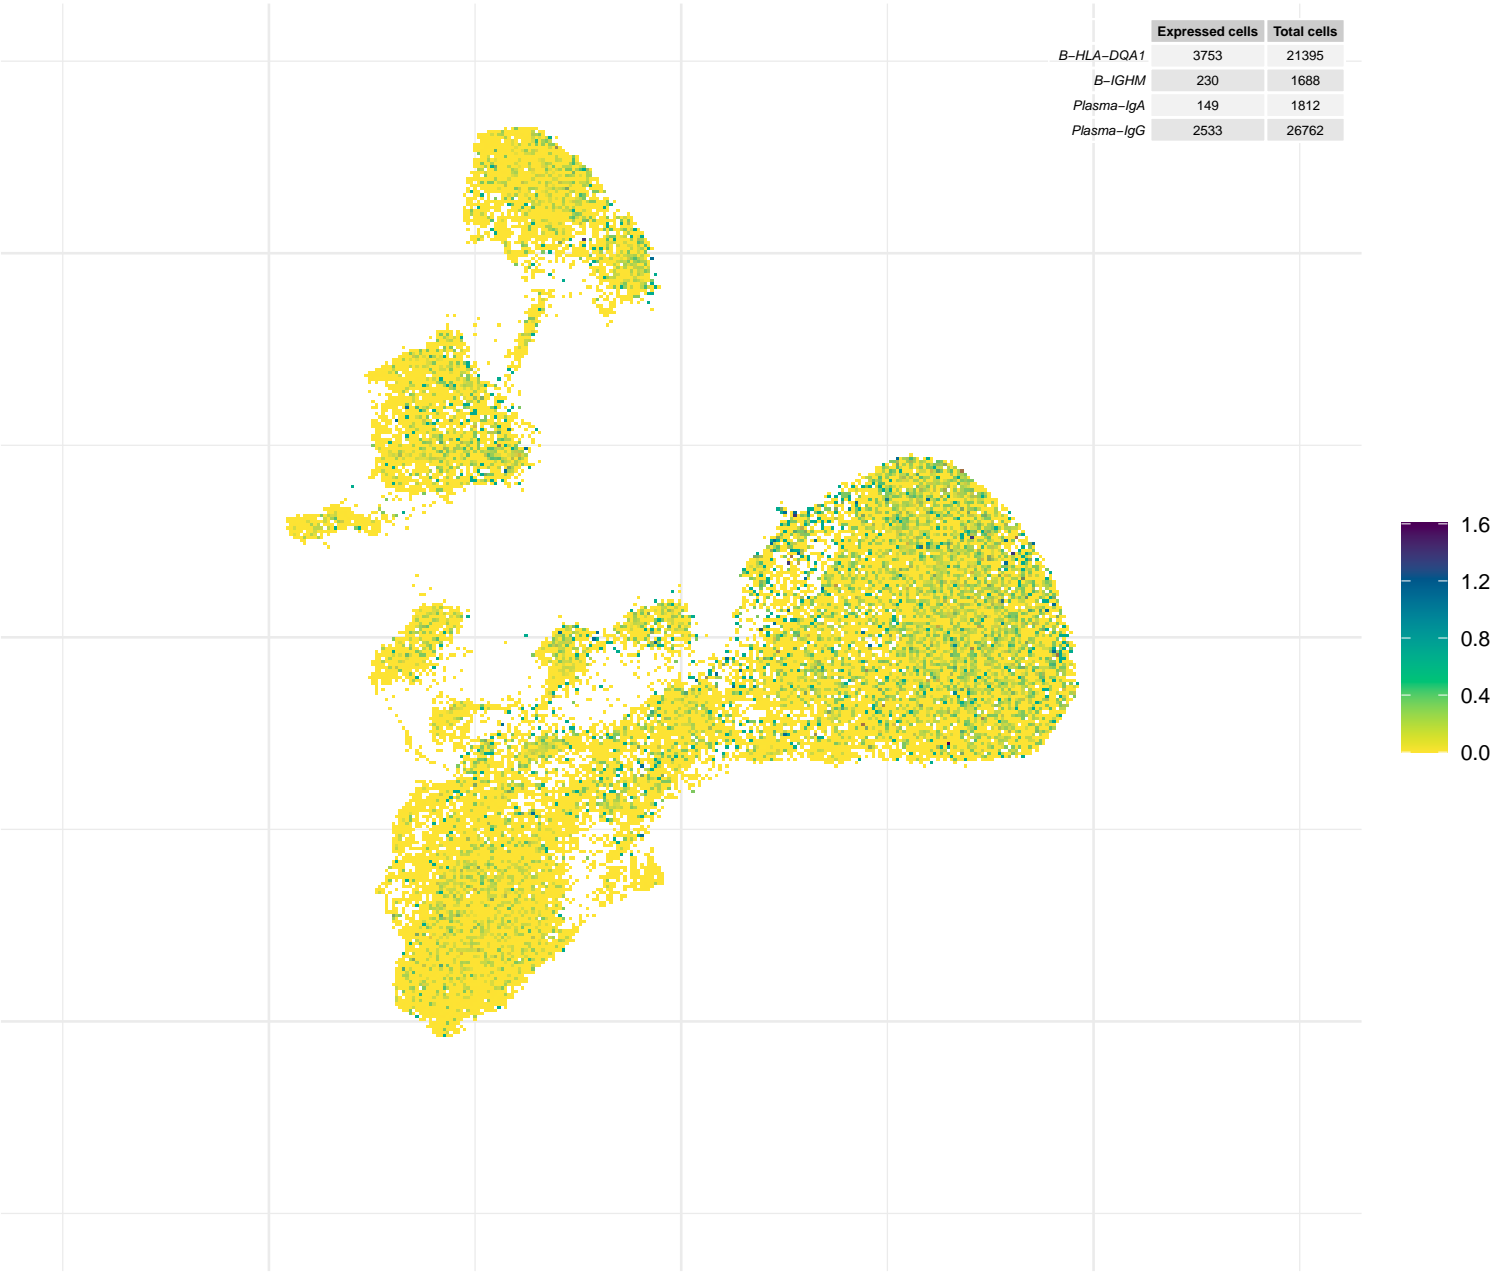 Expressed cells Total cells
B−HLA−DQA1 3753 21395
B−IGHM 230 1688
Plasma−IgA 149 1812
Plasma−IgG 2533 26762
1.6
1.2
0.8
0.4
0.0